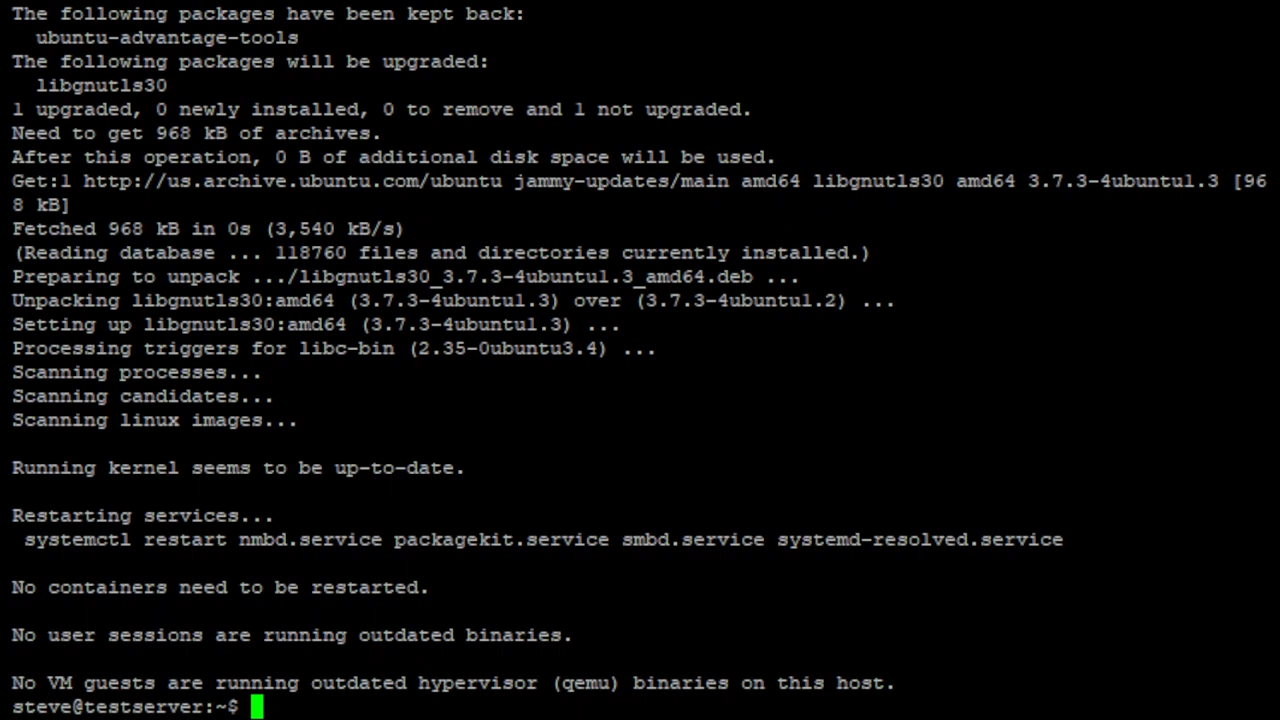 The following packages have been kept back:
  ubuntu-advantage-tools
The following packages will be upgraded:
  libgnutls30
1 upgraded, 0 newly installed, 0 to remove and 1 not upgraded.
Need to get 968 kB of archives.
After this operation, 0 B of additional disk space will be used.
Get:1 http://us.archive.ubuntu.com/ubuntu jammy-updates/main amd64 libgnutls30 amd64 3.7.3-4ubuntu1.3 [96
8 kB]
Fetched 968 kB in 0s (3,540 kB/s)
(Reading database ... 118760 files and directories currently installed.)
Preparing to unpack .../libgnutls30_3.7.3-4ubuntu1.3_amd64.deb ...
Unpacking libgnutls30:amd64 (3.7.3-4ubuntu1.3) over (3.7.3-4ubuntu1.2) ...
Setting up libgnutls30:amd64 (3.7.3-4ubuntu1.3) ...
Processing triggers for libc-bin (2.35-0ubuntu3.4) ...
Scanning processes...
Scanning candidates...
Scanning linux images...
Running kernel seems to be up-to-date.
Restarting services...
 systemctl restart nmbd.service packagekit.service smbd.service systemd-resolved.service
No containers need to be restarted.
No user sessions are running outdated binaries.
No VM guests are running outdated hypervisor (qemu) binaries on this host.
steve@testserver:~$